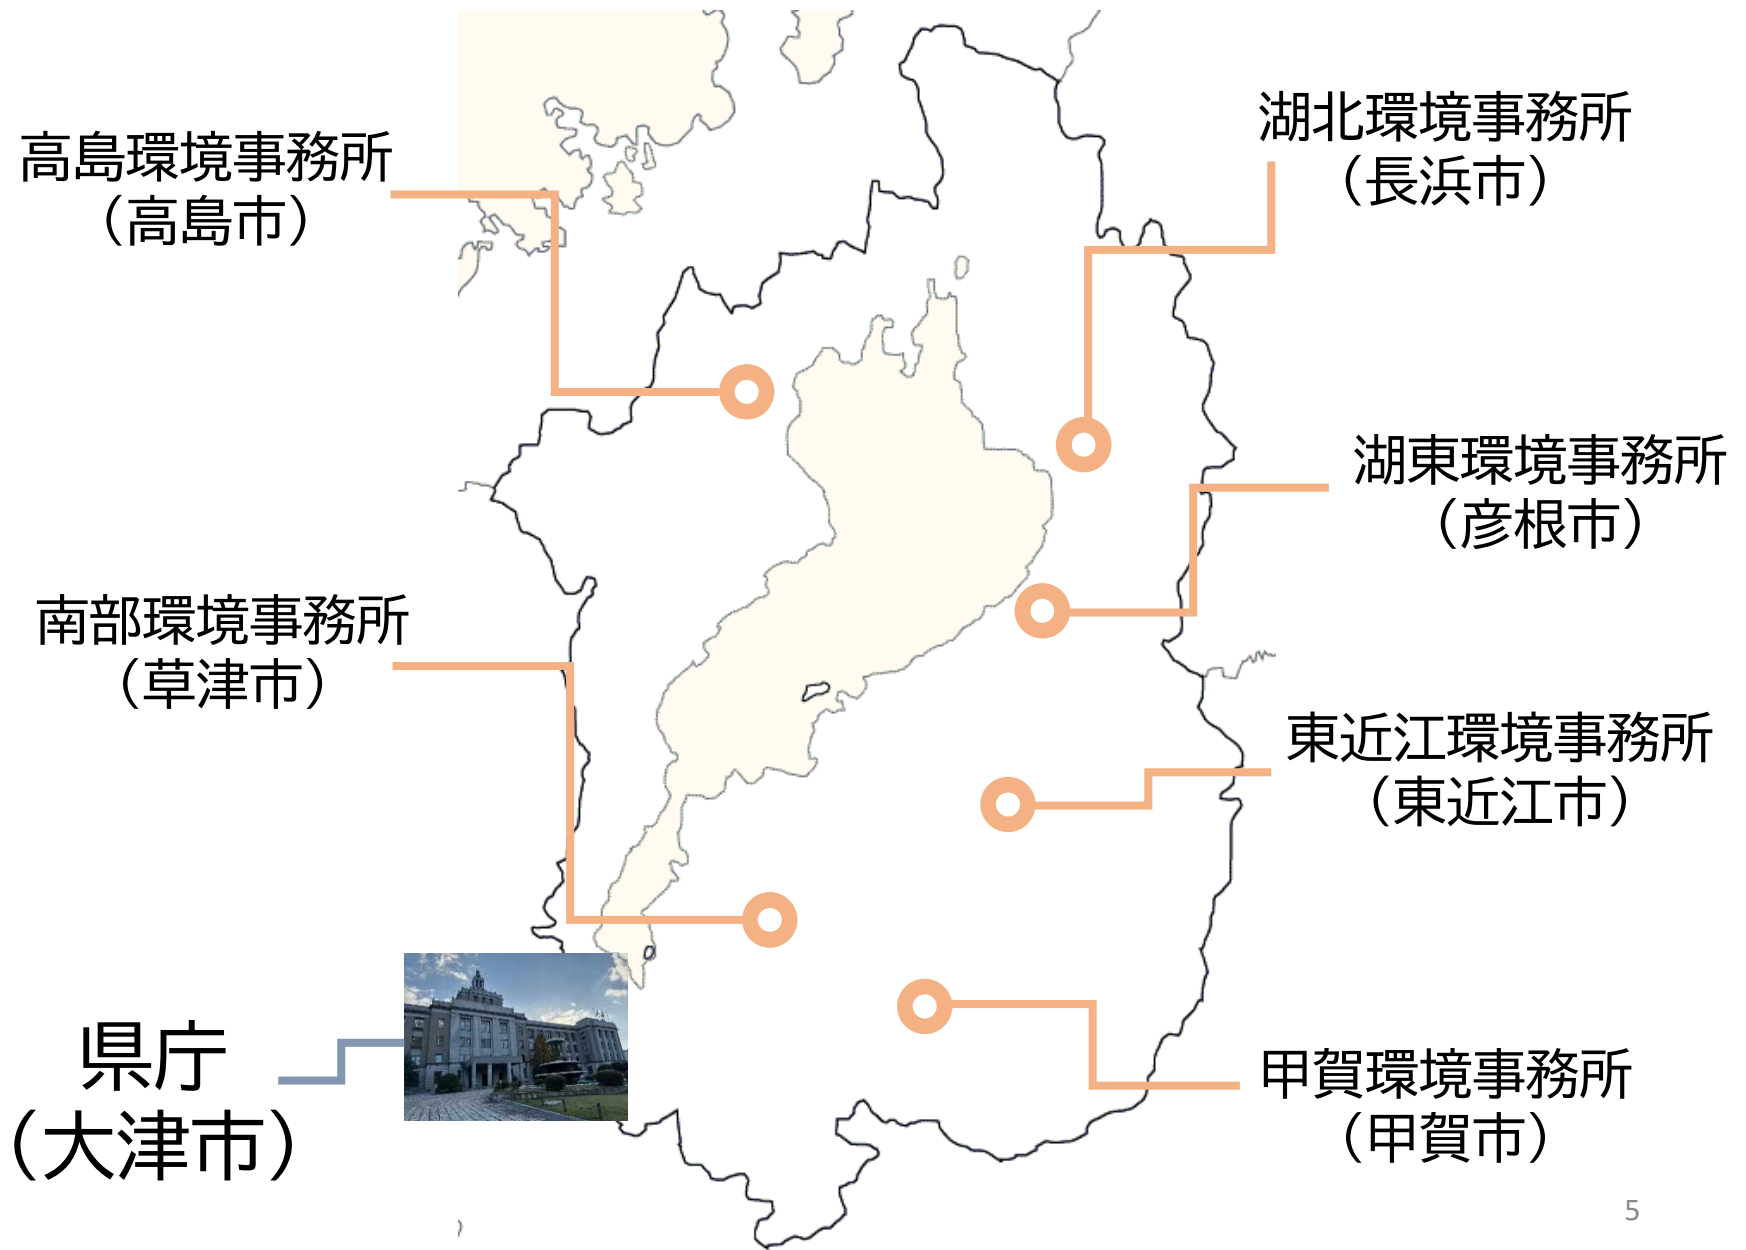 高島環境事務所
（高島市）
湖北環境事務所
（長浜市）
湖東環境事務所
（彦根市）
南部環境事務所
（草津市）
東近江環境事務所
（東近江市）
県庁
（大津市）
甲賀環境事務所
（甲賀市）
5